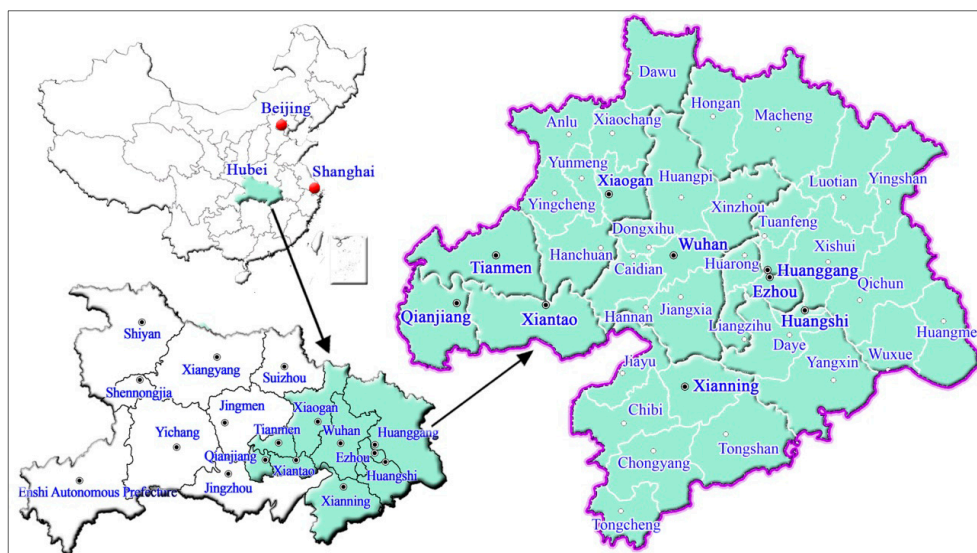 Beijing
Hubei
Shanghai
Shiyan
Xiangyang
Suizhou
Shennongjia
Jingmen
Xiaogan
Yichang
Tianmen
Wuhan
Huanggang
Qianjiang
Ezhou
Xiantao
Huangshi
Jingzhou
Enshi Autonomous Prefecture
Xianning
Dawu
Hongan
Macheng
Anlu
Xiaochang
Yunmeng
Xiaogan
Huangpi
Luotian
Yingshan
Yingcheng
Xinzhou
Tuanfeng
Dongxihu
Wuhan
Xishui
Hanchuan
Tianmen
Caidian
Huarong
Huanggang
Ezhou
Qichun
Qianjiang
Xiantao
Hannan
Jiangxia
Liangzihu
Huangshi
Huangme
Daye
Jiayu
Yangxin
Wuxue
Xianning
Chibi
Tongshan
Chongyang
Tongcheng